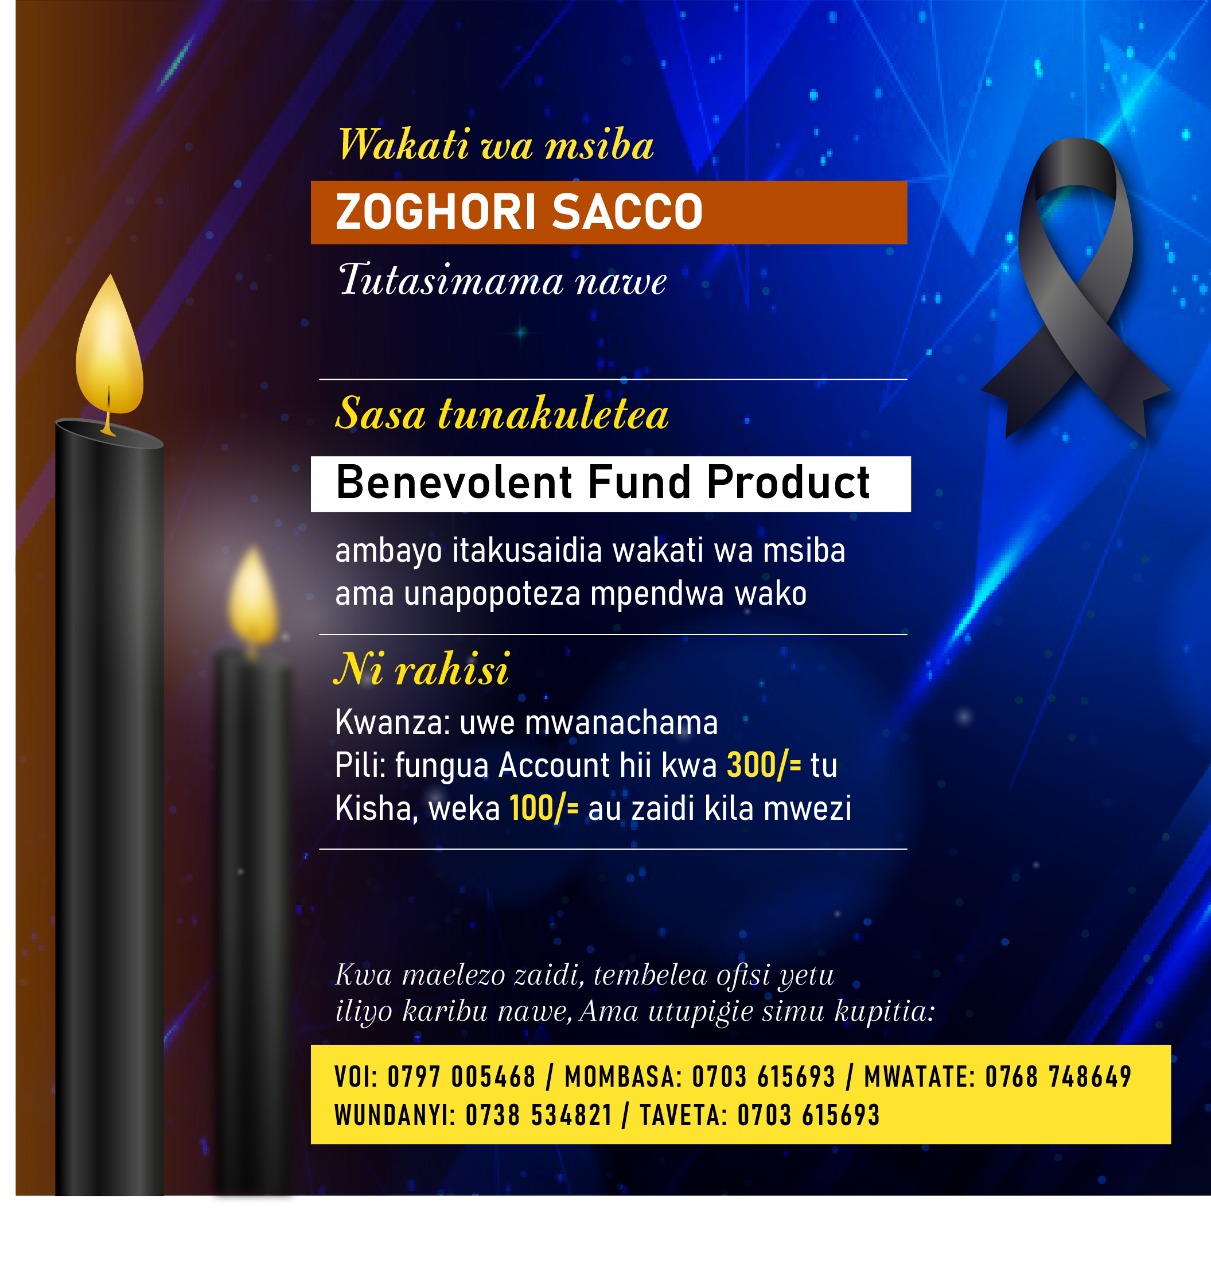 Wakati wa msiba
ZOGHORI SACCO
Tutasimama nawe
Sasa tunakuletea
Benevolent Fund Product
ambayo itakusaidia wakati wa msiba
ama unapopoteza mpendwa wako
Ni rahisi
Kwanza: uwe mwanachama
Pili: fungua Account hii kwa 300/= tu
Kisha, weka 100/= au zaidi kila mwezi
Kwa maelezo zaidi, tembelea ofisi yetu
iliyo karibu nawe, Ama utupigie simu kupitia:
VOI: 0797 005468 / MOMBASA: 0703 615693 / MWATATE: 0768 748649
WUNDANYI: 0738 534821 / TAVETA: 0703 615693